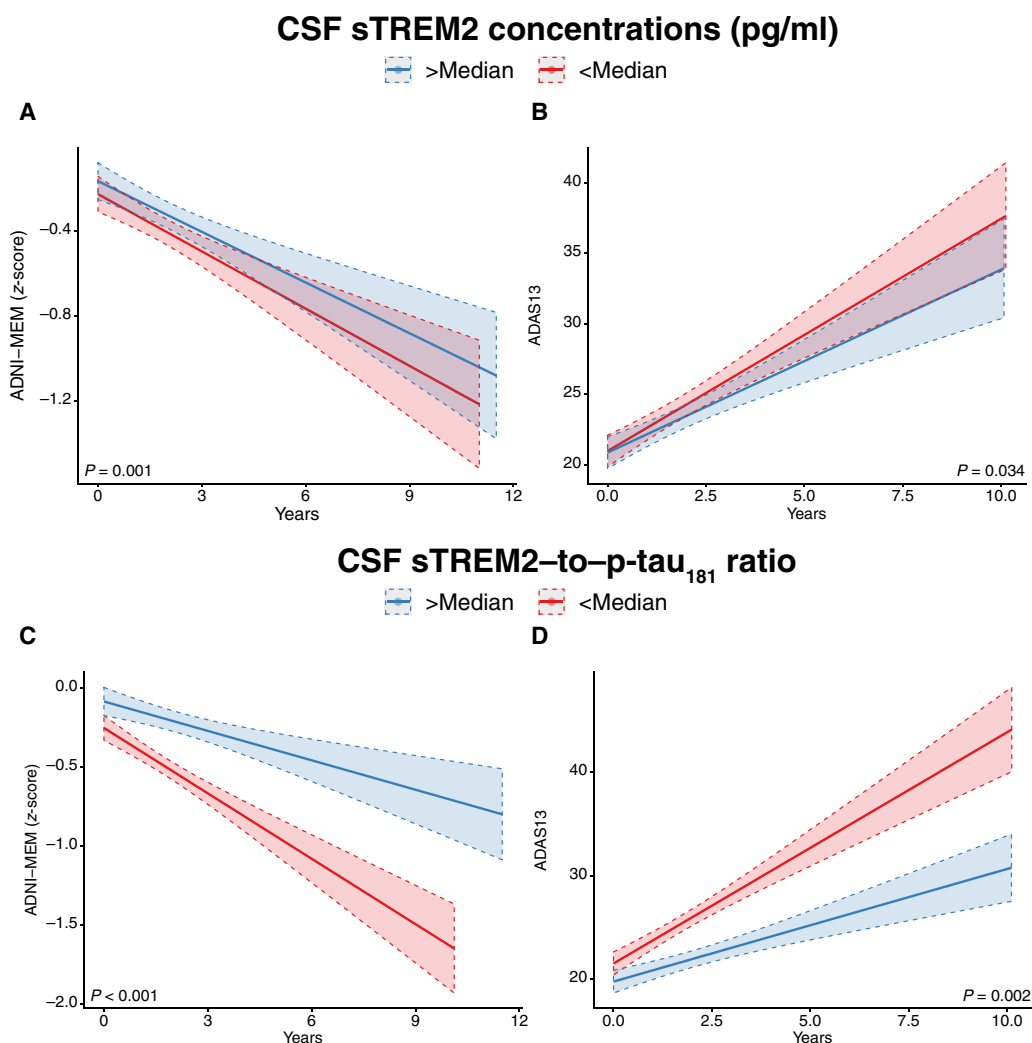 CSF sTREM2 concentrations (pg/ml)
>Median <Median
A
B
ADNI–MEM (z-score)
−0.4
−0.8
−1.2
P = 0.001
0 3 6 9 12
Years
ADAS13
40
35
30
25
20
P = 0.034
0.0 2.5 5.0 7.5 10.0
Years
CSF sTREM2–to–p-tau181 ratio
>Median <Median
C
D
ADNI–MEM (z-score)
0.0
−0.5
−1.0
−1.5
−2.0
P < 0.001
0 3 6 9 12
Years
ADAS13
40
30
20
P = 0.002
0.0 2.5 5.0 7.5 10.0
Years